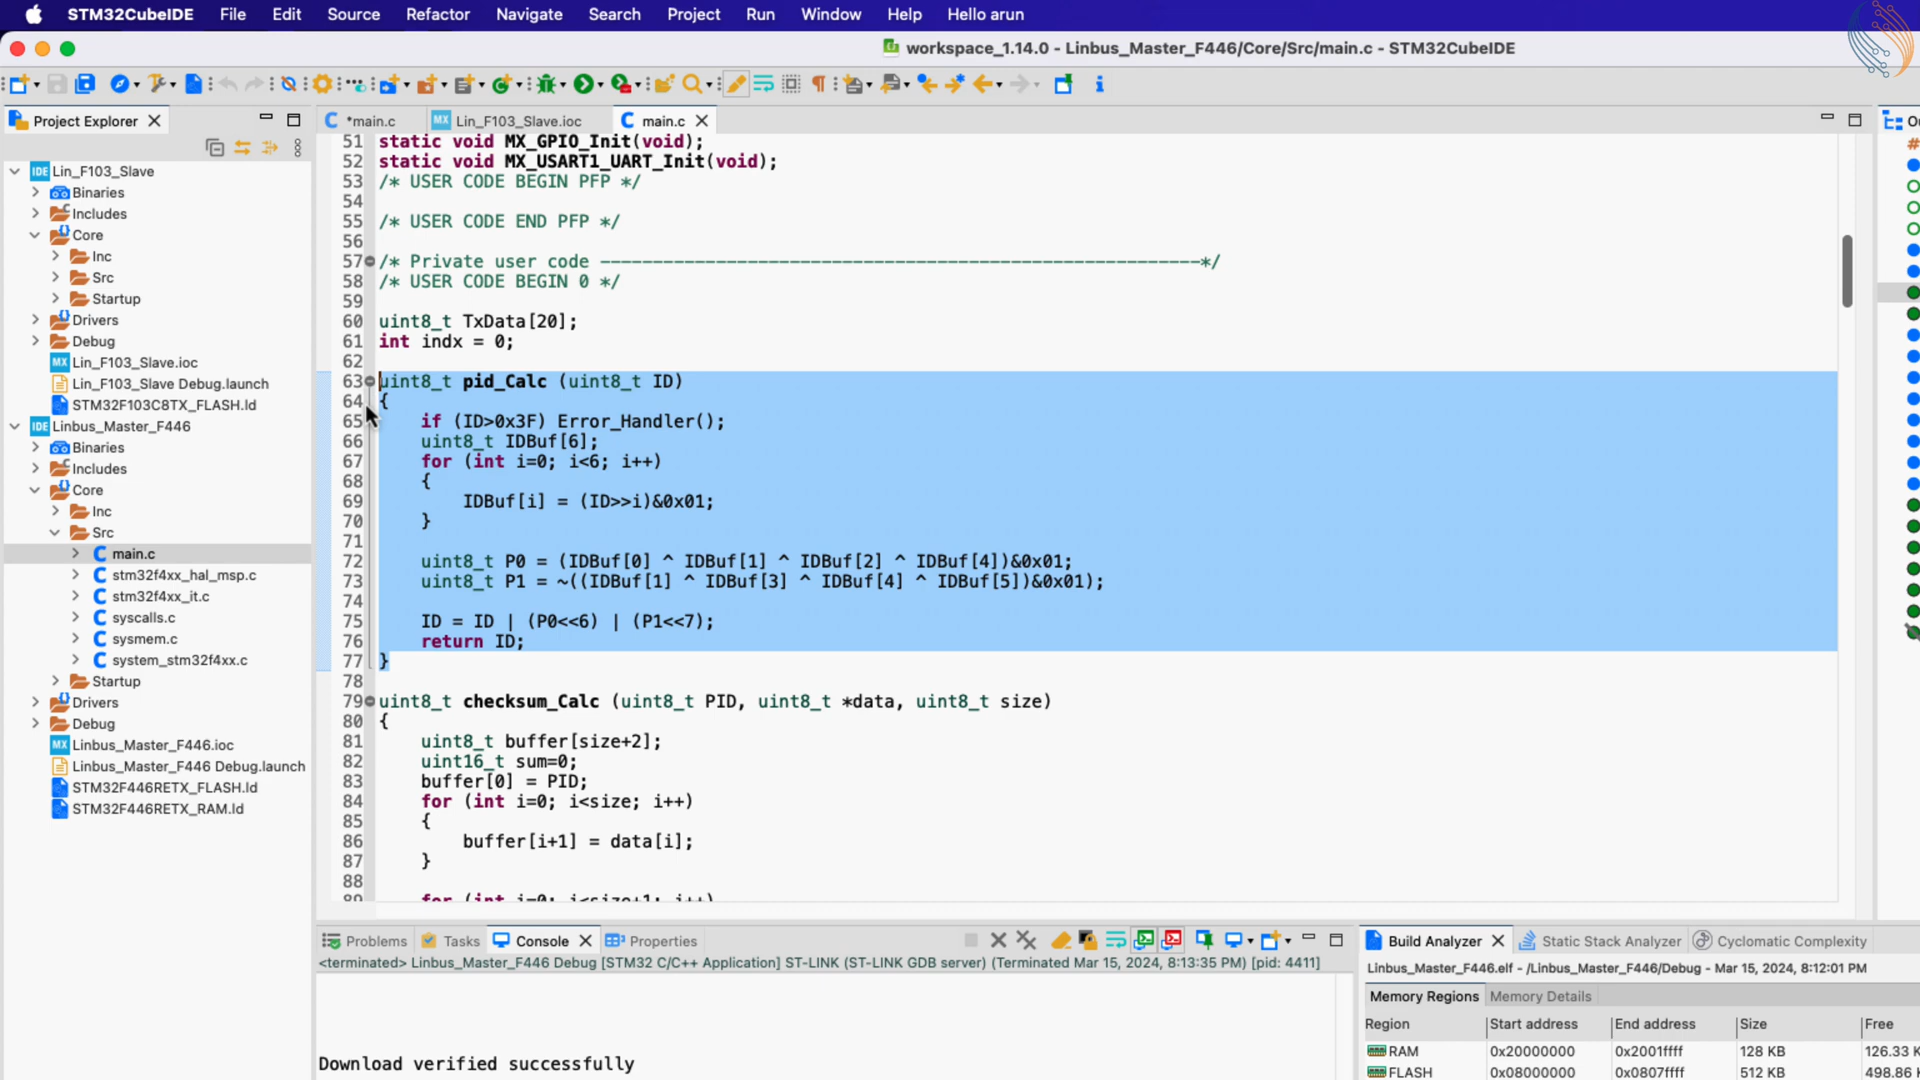 STM32CubeIDE File Edit Source Refactor Navigate Search Project Run Window Help Hello arun
workspace_1.14.0 - Linbus_Master_F446/Core/Src/main.c - STM32CubeIDE
Project Explorer
*main.c Lin_F103_Slave.ioc main.c
Lin_F103_Slave
Binaries
Includes
Core
Inc
Src
Startup
Drivers
Debug
Lin_F103_Slave.ioc
Lin_F103_Slave Debug.launch
STM32F103C8TX_FLASH.ld
Linbus_Master_F446
Binaries
Includes
Core
Inc
Src
main.c
stm32f4xx_hal_msp.c
stm32f4xx_it.c
syscalls.c
sysmem.c
system_stm32f4xx.c
Startup
Drivers
Debug
Linbus_Master_F446.ioc
Linbus_Master_F446 Debug.launch
STM32F446RETX_FLASH.ld
STM32F446RETX_RAM.ld
51 static void MX_GPIO_Init(void);
52 static void MX_USART1_UART_Init(void);
53 /* USER CODE BEGIN PFP */
54
55 /* USER CODE END PFP */
56
57 /* Private user code ---------------------------------------------------------*/
58 /* USER CODE BEGIN 0 */
59
60 uint8_t TxData[20];
61 int indx = 0;
62
63 uint8_t pid_Calc (uint8_t ID)
64 {
65 if (ID>0x3F) Error_Handler();
66 uint8_t IDBuf[6];
67 for (int i=0; i<6; i++)
68 {
69 IDBuf[i] = (ID>>i)&0x01;
70 }
71
72 uint8_t P0 = (IDBuf[0] ^ IDBuf[1] ^ IDBuf[2] ^ IDBuf[4])&0x01;
73 uint8_t P1 = ~((IDBuf[1] ^ IDBuf[3] ^ IDBuf[4] ^ IDBuf[5])&0x01);
74
75 ID = ID | (P0<<6) | (P1<<7);
76 return ID;
77 }
78
79 uint8_t checksum_Calc (uint8_t PID, uint8_t *data, uint8_t size)
80 {
81 uint8_t buffer[size+2];
82 uint16_t sum=0;
83 buffer[0] = PID;
84 for (int i=0; i<size; i++)
85 {
86 buffer[i+1] = data[i];
87 }
88
89 for (int i=0; i<size+1; i++)
Problems Tasks Console Properties
<terminated> Linbus_Master_F446 Debug [STM32 C/C++ Application] ST-LINK (ST-LINK GDB server) (Terminated Mar 15, 2024, 8:13:35 PM) [pid: 4411]
Download verified successfully
Build Analyzer Static Stack Analyzer Cyclomatic Complexity
Linbus_Master_F446.elf - /Linbus_Master_F446/Debug - Mar 15, 2024, 8:12:01 PM
Memory Regions Memory Details
Region Start address End address Size Free
RAM 0x20000000 0x2001ffff 128 KB 126.33 K
FLASH 0x08000000 0x0807ffff 512 KB 498.86 K